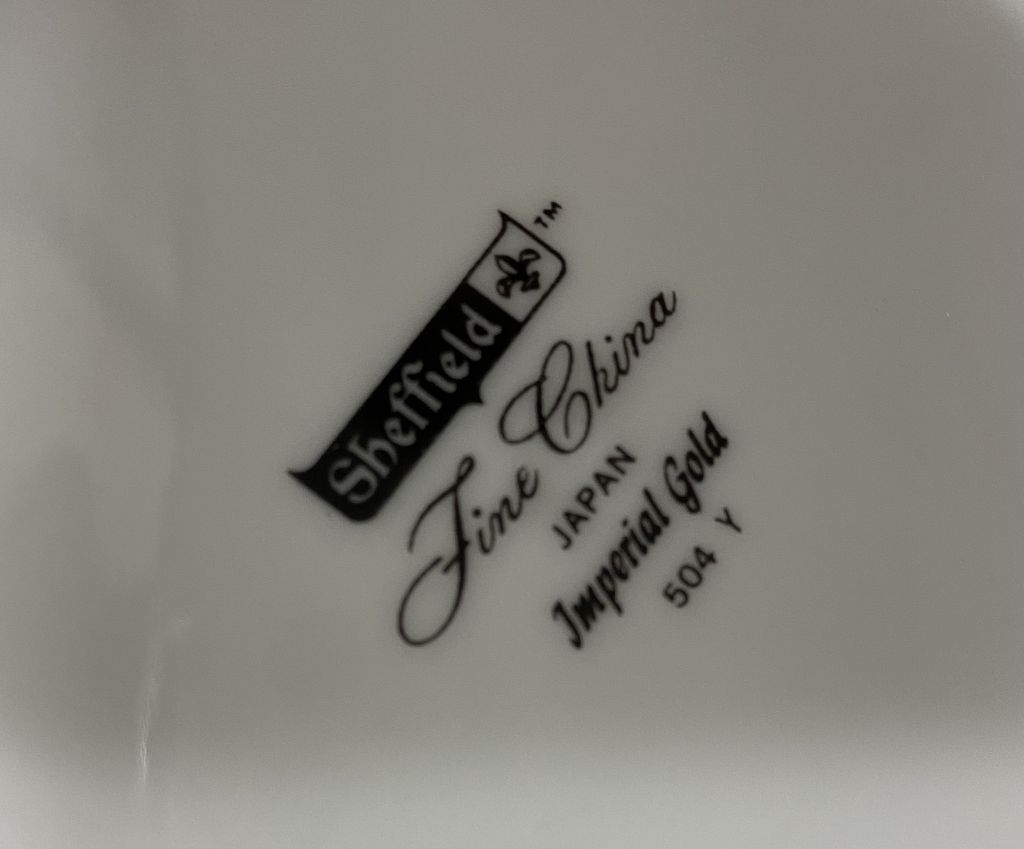 Sheffield TM
Fine China
JAPAN
Imperial Gold
504 Y